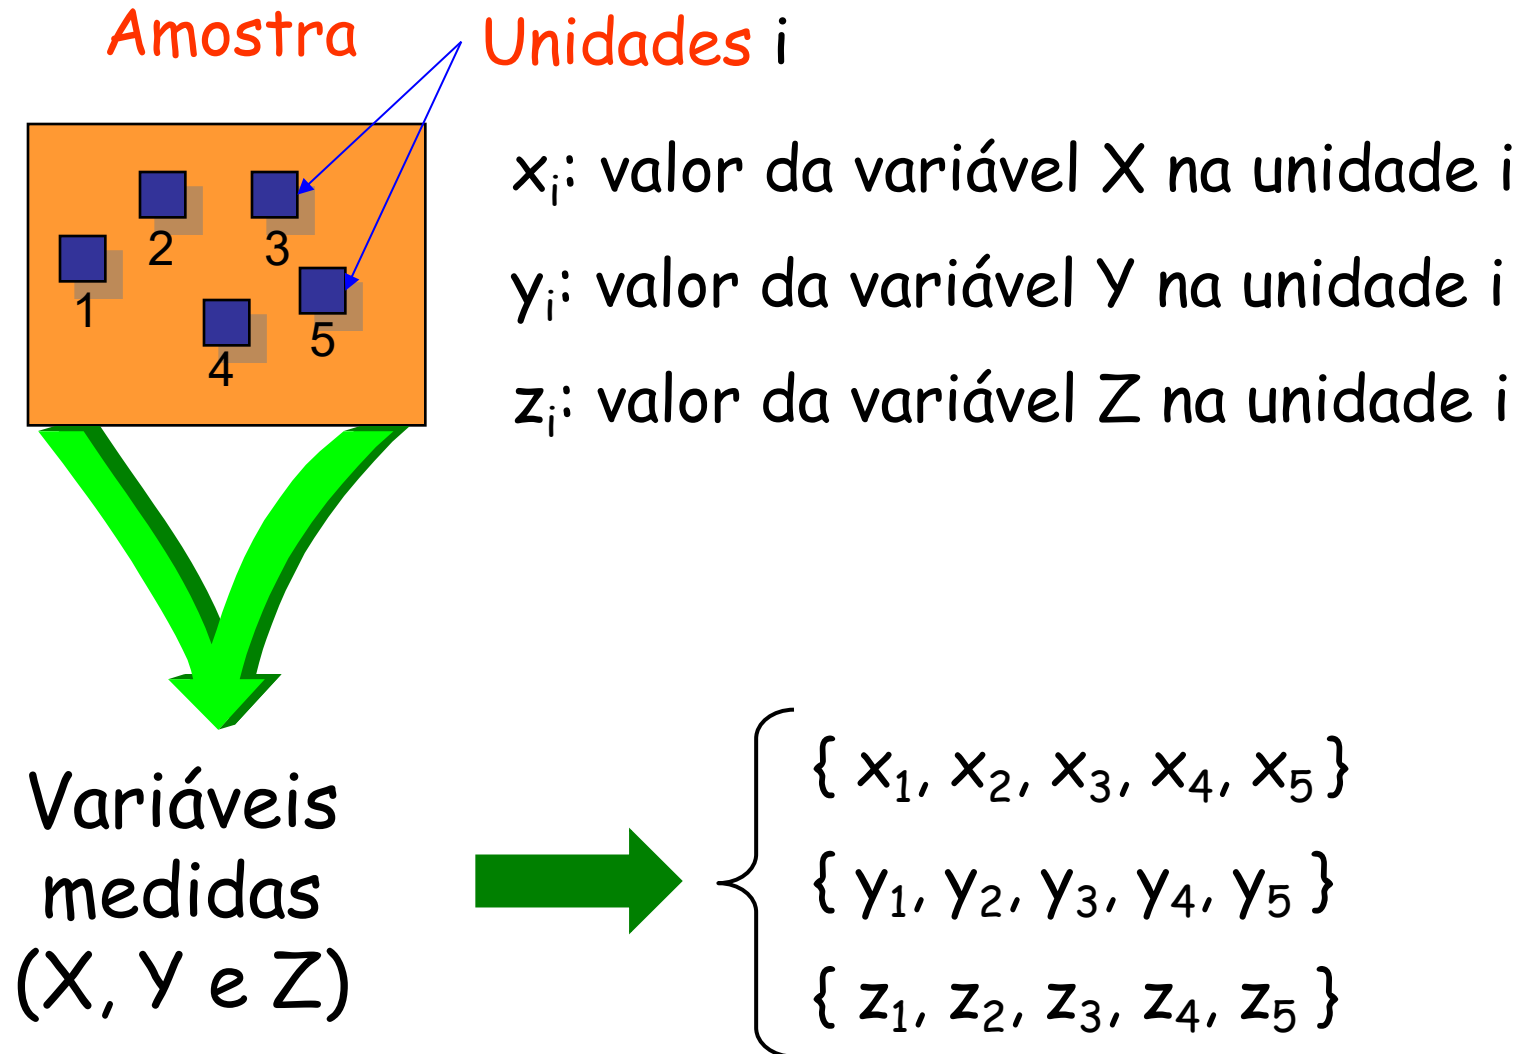 Amostra
Unidades i
xᵢ: valor da variável X na unidade i
yᵢ: valor da variável Y na unidade i
zᵢ: valor da variável Z na unidade i
1
2
3
4
5
Variáveis
medidas
(X, Y e Z)
{ x₁, x₂, x₃, x₄, x₅ }
{ y₁, y₂, y₃, y₄, y₅ }
{ z₁, z₂, z₃, z₄, z₅ }